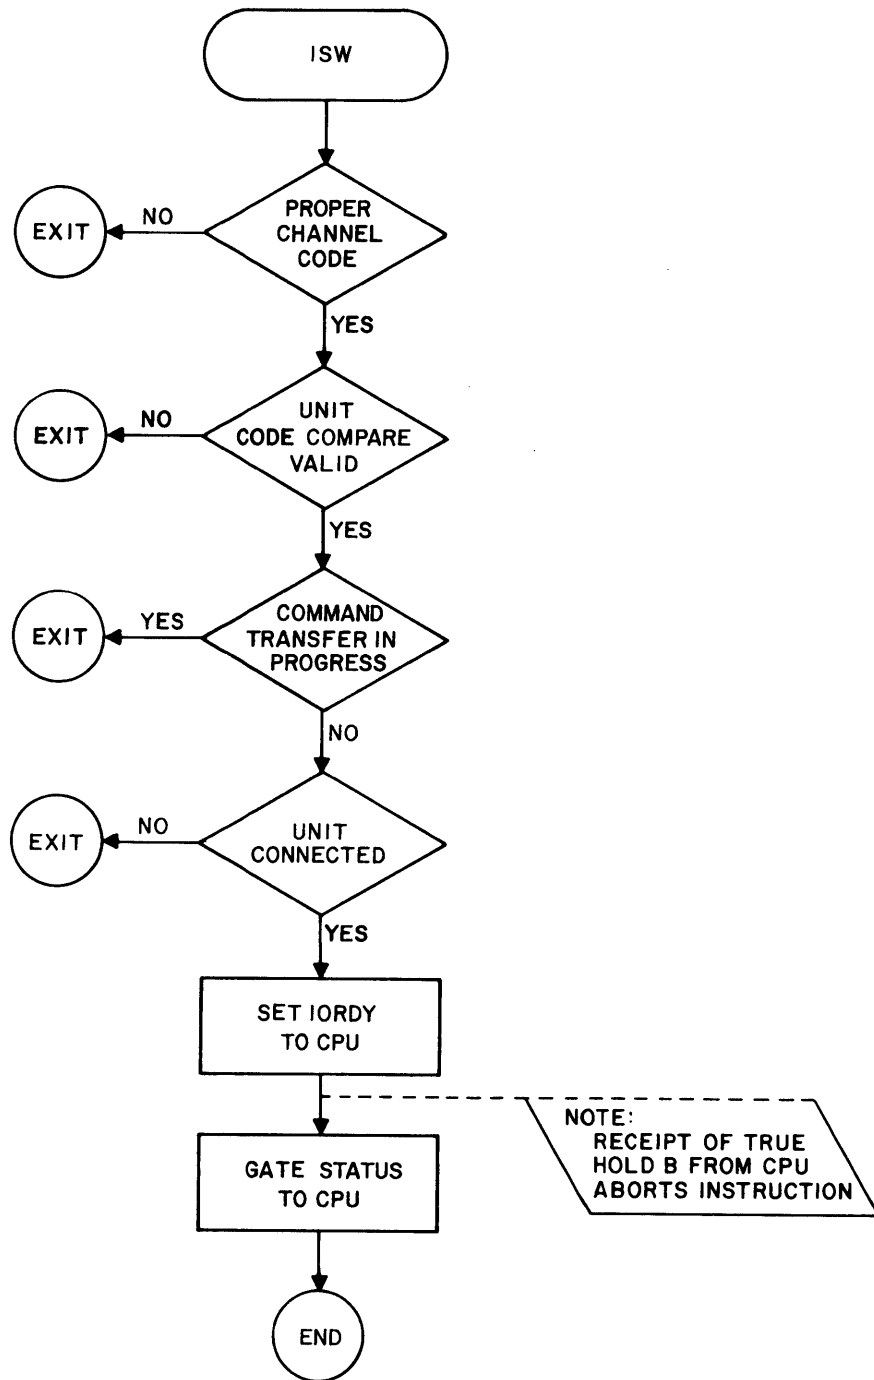 ISW
PROPER
CHANNEL
CODE
NO
EXIT
YES
UNIT
CODE COMPARE
VALID
NO
EXIT
YES
COMMAND
TRANSFER IN
PROGRESS
YES
EXIT
NO
UNIT
CONNECTED
NO
EXIT
YES
SET IORDY
TO CPU
NOTE:
RECEIPT OF TRUE
HOLD B FROM CPU
ABORTS INSTRUCTION
GATE STATUS
TO CPU
END